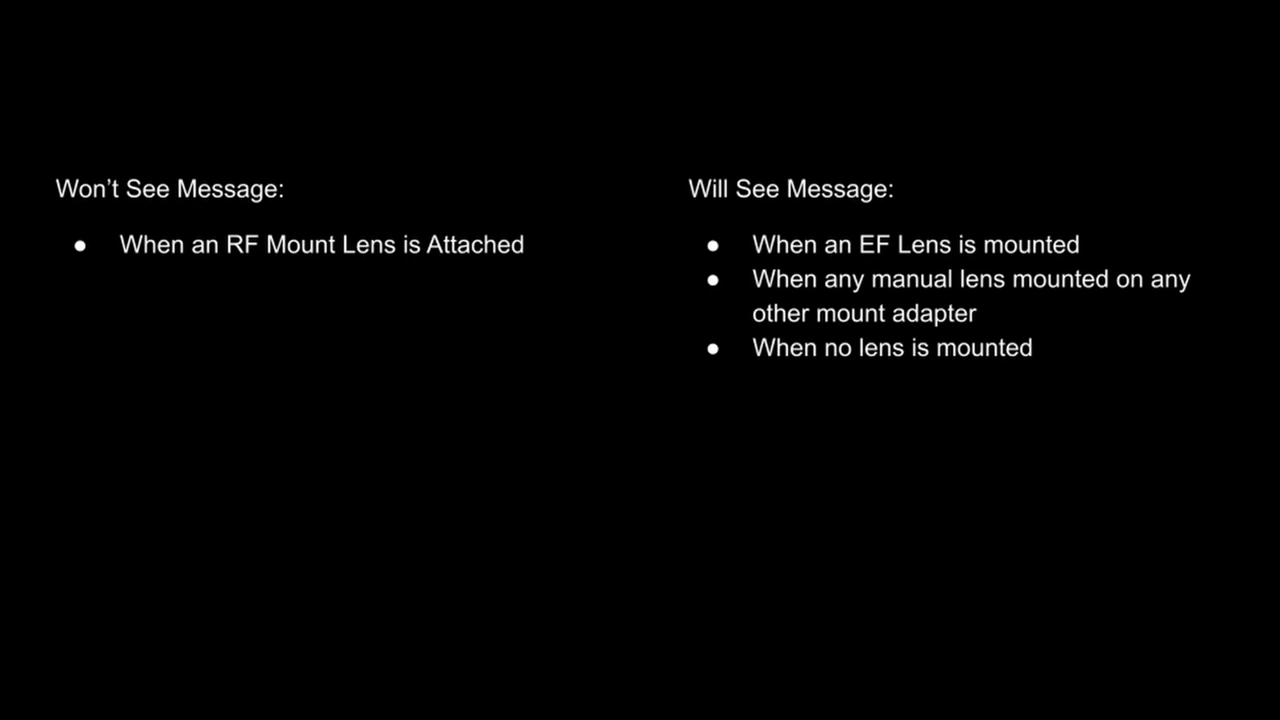 Won’t See Message:
● When an RF Mount Lens is Attached
Will See Message:
● When an EF Lens is mounted
● When any manual lens mounted on any
other mount adapter
● When no lens is mounted